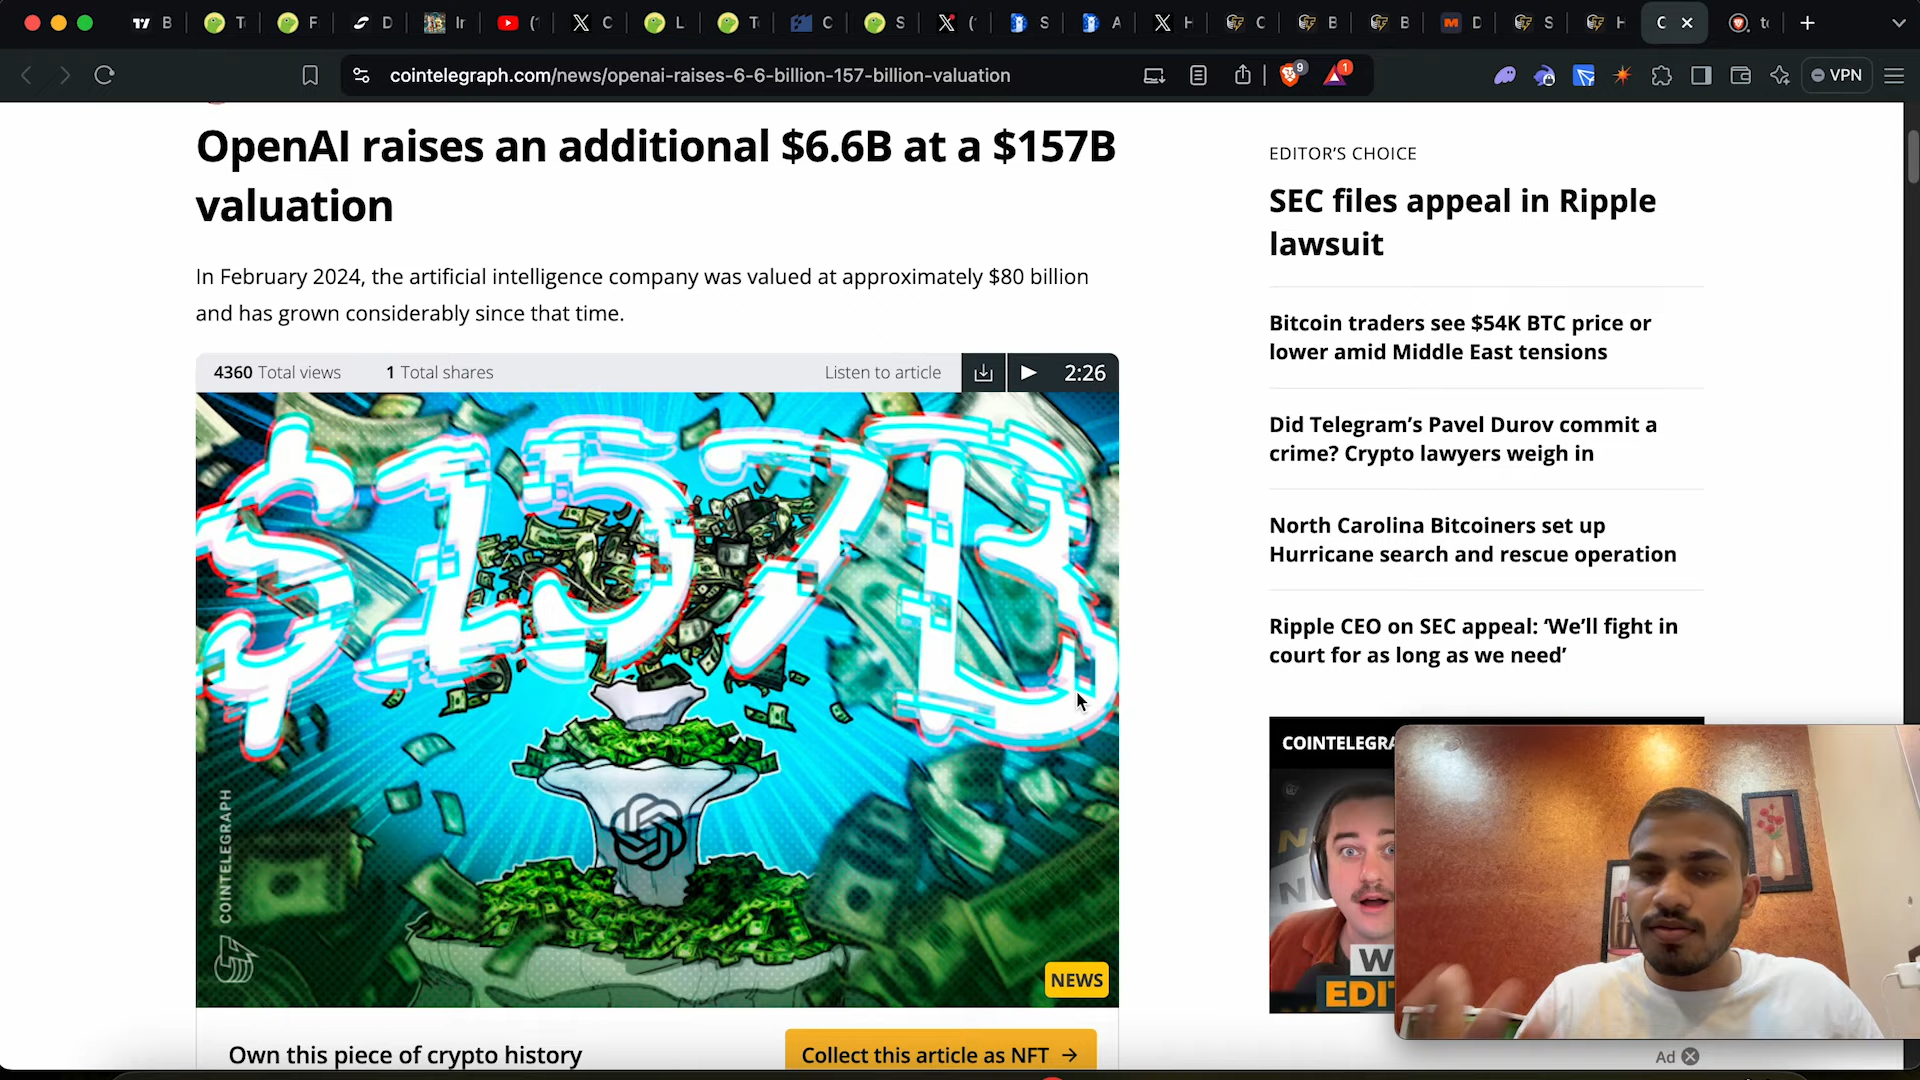 B
T
F
D
Ir
(
C
L
T
C
S
(
S
A
H
C
B
B
D
S
H
C
to
cointelegraph.com/news/openai-raises-6-6-billion-157-billion-valuation
9
1
VPN
OpenAI raises an additional $6.6B at a $157B
valuation
In February 2024, the artificial intelligence company was valued at approximately $80 billion
and has grown considerably since that time.
4360 Total views 1 Total shares Listen to article 2:26
$157B
COINTELEGRAPH
NEWS
Own this piece of crypto history
Collect this article as NFT →
EDITOR’S CHOICE
SEC files appeal in Ripple
lawsuit
Bitcoin traders see $54K BTC price or
lower amid Middle East tensions
Did Telegram’s Pavel Durov commit a
crime? Crypto lawyers weigh in
North Carolina Bitcoiners set up
Hurricane search and rescue operation
Ripple CEO on SEC appeal: ‘We’ll fight in
court for as long as we need’
COINTELEGRA
W
EDI
Ad